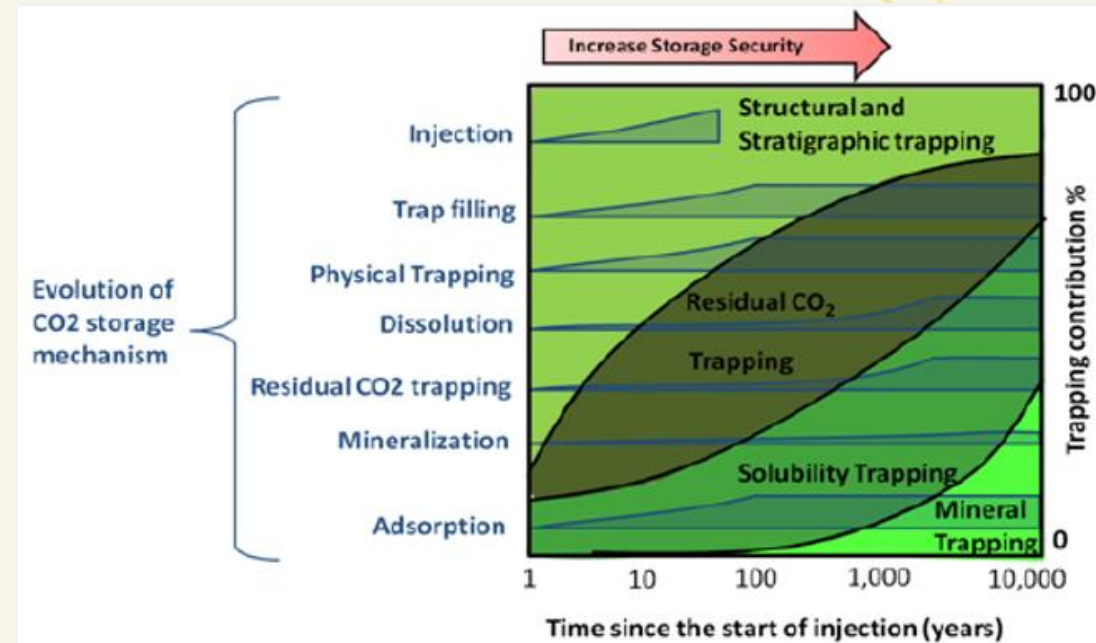 Increase Storage Security
100
Structural and
Stratigraphic trapping
Injection
Trap filling
Physical Trapping
Evolution of
CO2 storage
mechanism
Dissolution
Residual CO₂
Trapping
Residual CO2 trapping
Mineralization
Solubility Trapping
Adsorption
Mineral
Trapping
0
Trapping contribution %
1 10 100 1,000 10,000
Time since the start of injection (years)